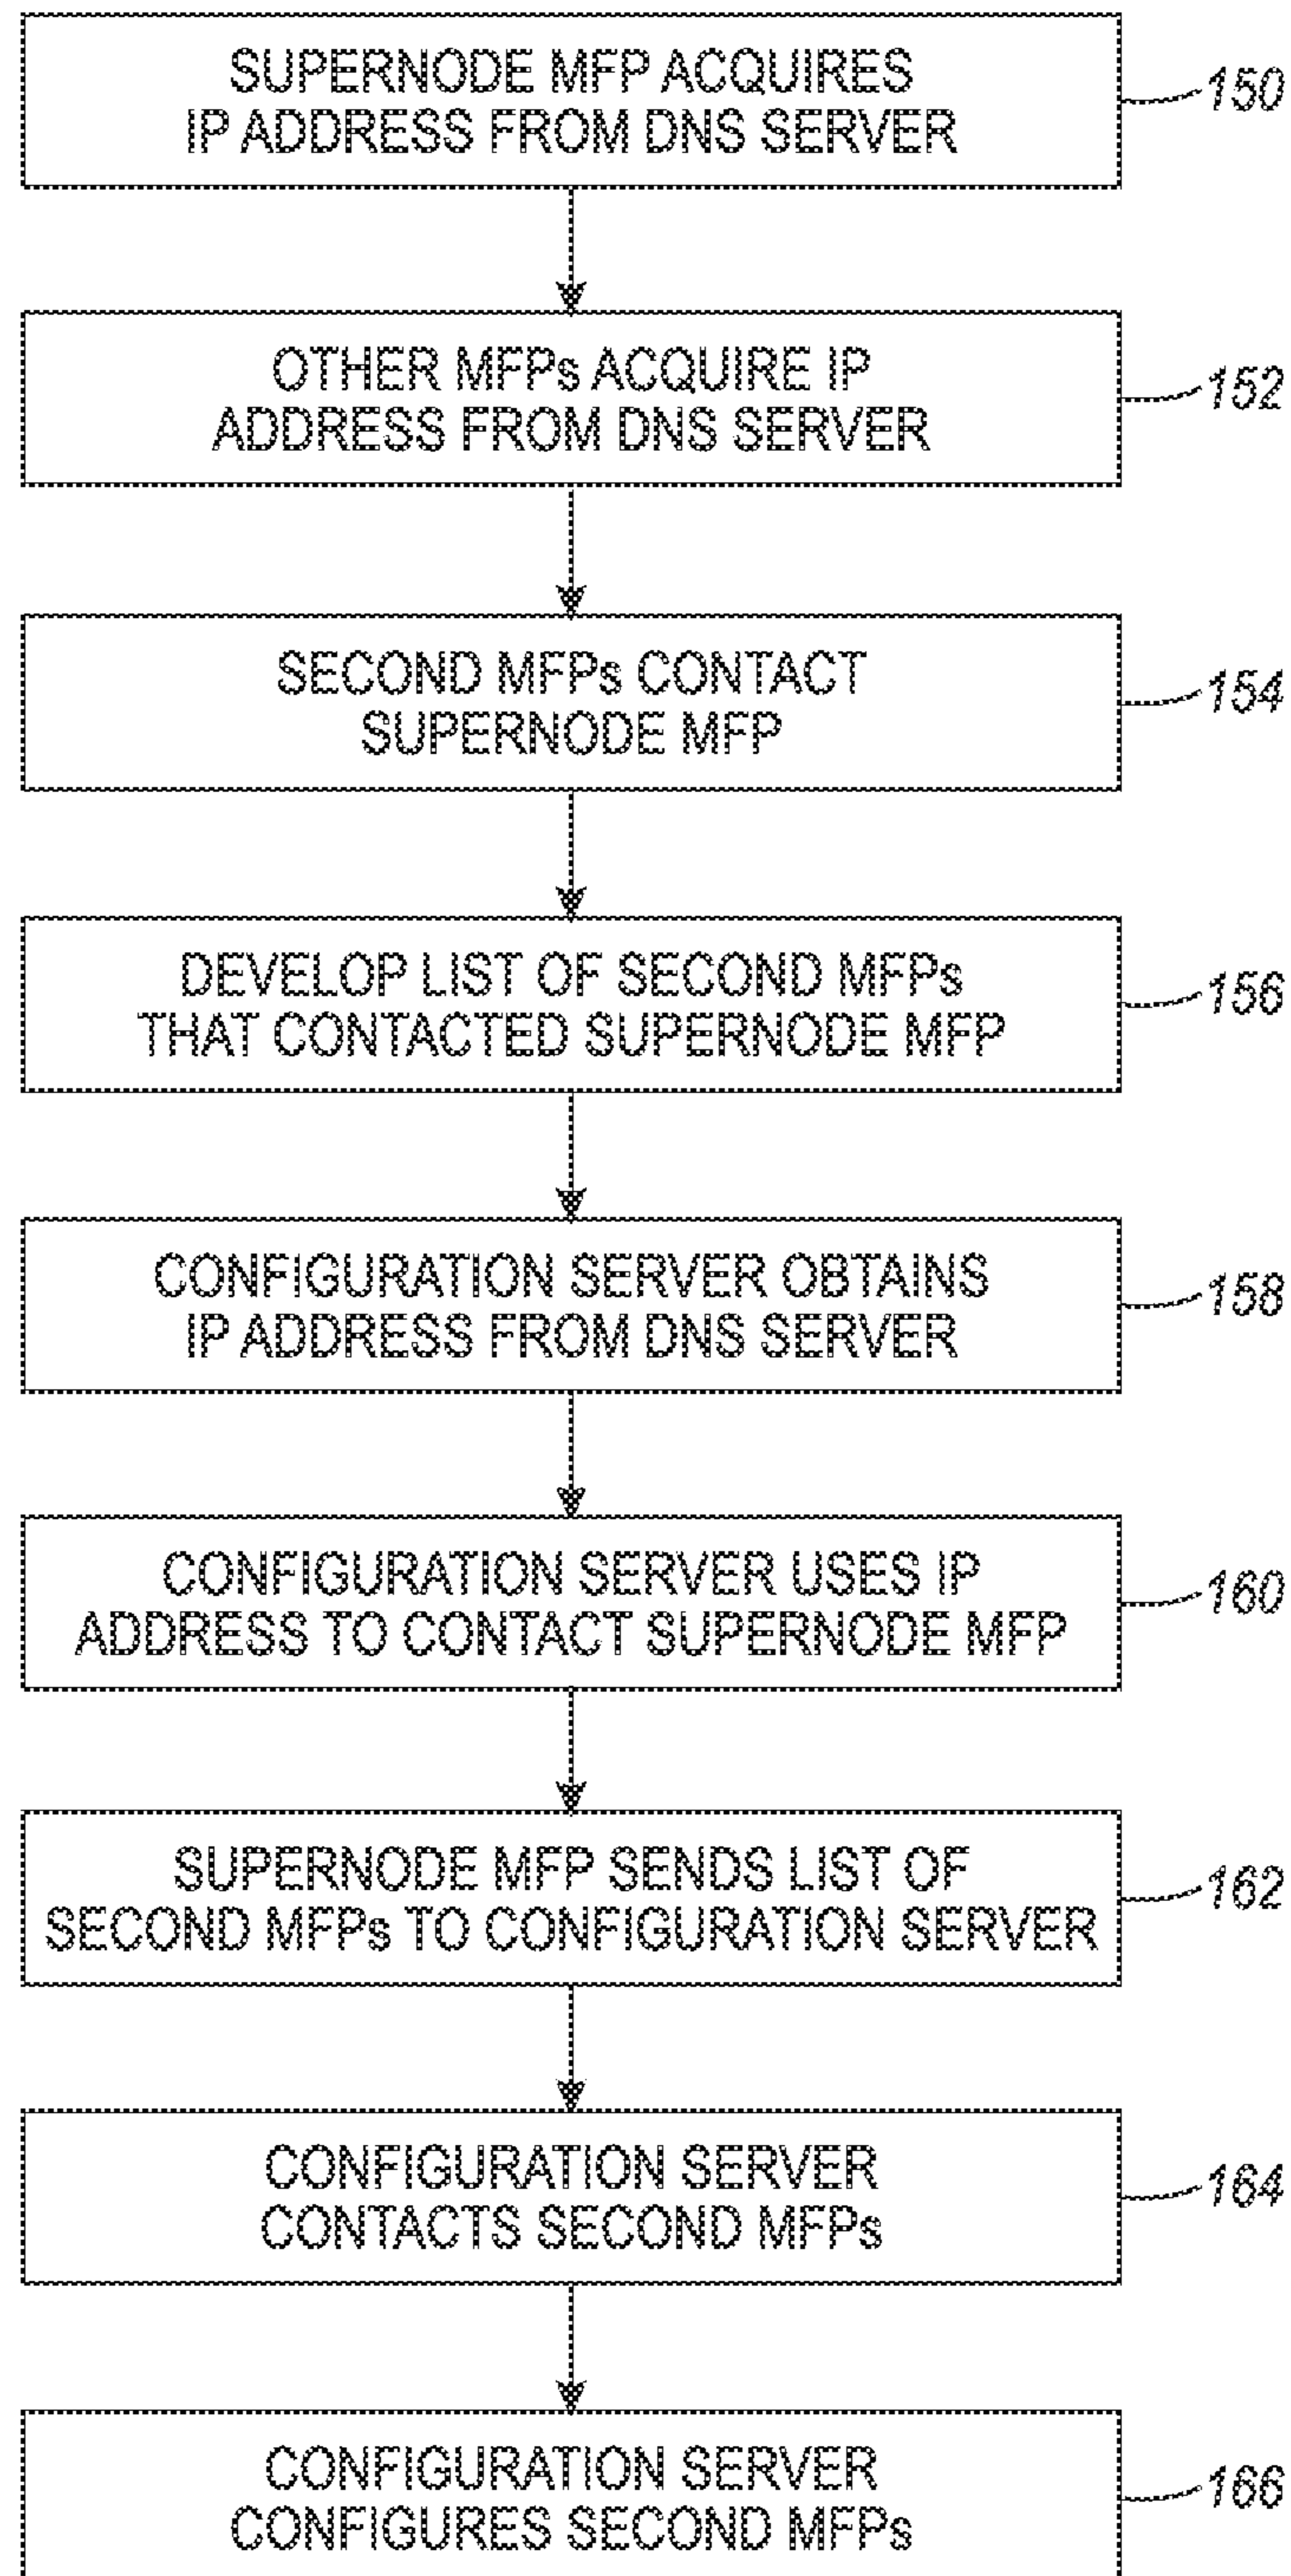 SUPERNODE MFP ACQUIRES
IP ADDRESS FROM DNS SERVER
150
OTHER MFPs ACQUIRE IP
ADDRESS FROM DNS SERVER
152
SECOND MFPs CONTACT
SUPERNODE MFP
154
DEVELOP LIST OF SECOND MFPs
THAT CONTACTED SUPERNODE MFP
156
CONFIGURATION SERVER OBTAINS
IP ADDRESS FROM DNS SERVER
158
CONFIGURATION SERVER USES IP
ADDRESS TO CONTACT SUPERNODE MFP
160
SUPERNODE MFP SENDS LIST OF
SECOND MFPs TO CONFIGURATION SERVER
162
CONFIGURATION SERVER
CONTACTS SECOND MFPs
164
CONFIGURATION SERVER
CONFIGURES SECOND MFPs
166